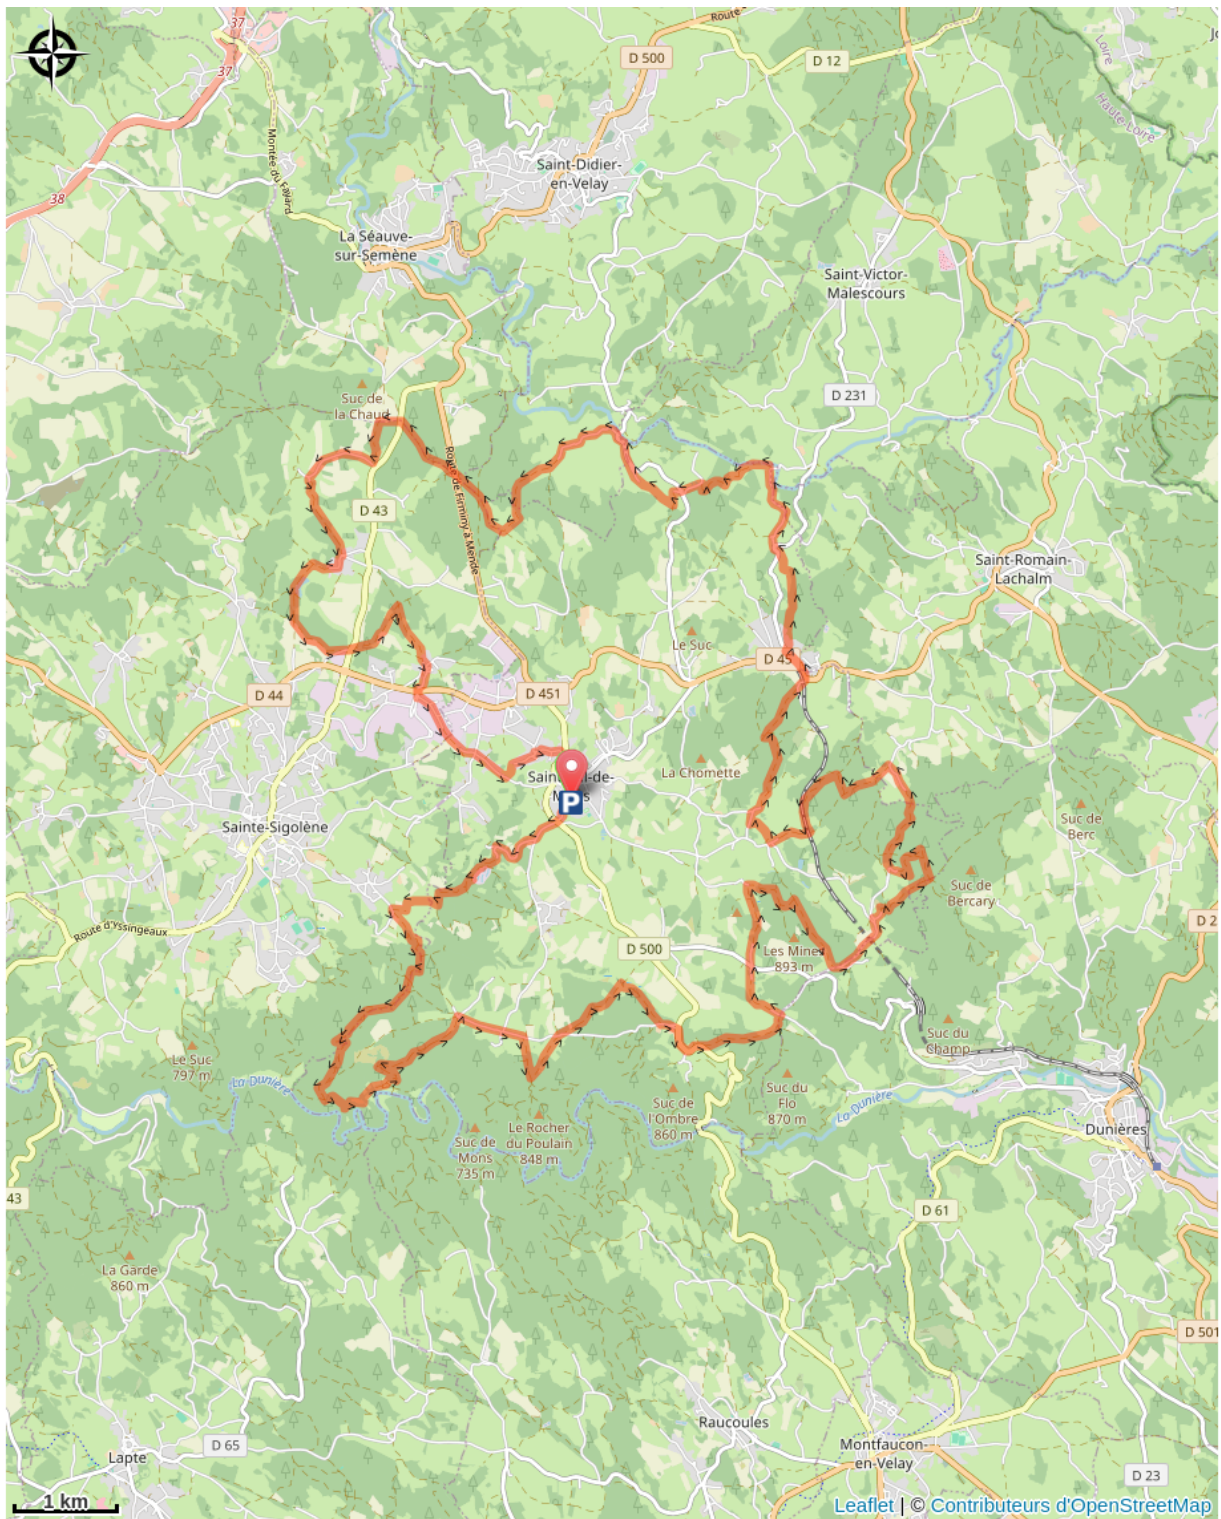 37
Route
D 500
D 12
Loire
37
Haute-Loire
Montée du Fayard
Saint-Didier-
en-Velay
38
La Séauve-
sur-Semène
Saint-Victor-
Malescours
Suc de
la Chaud
D 231
Route de Firminy à Mende
D 43
Saint-Romain-
Lachalm
Le Suc
D 45
D 44
D 451
La Chomette
P
Sainte-Sigolène
Suc de
Berc
Suc de
Bercary
Route d'Yssingeaux
D 2
D 500
Les Mines
893 m
Le Suc
797 m
Suc du
Champ
La Dunière
Suc de
l'Ombre
860 m
Suc du
Flo
870 m
La Dunière
Dunières
Le Rocher
du Poulain
848 m
Suc de
Mons
735 m
43
D 61
La Garde
860 m
D 501
Raucoules
D 65
Lapte
Montfaucon-
en-Velay
D 23
1 km
Leaflet | © Contributeurs d'OpenStreetMap